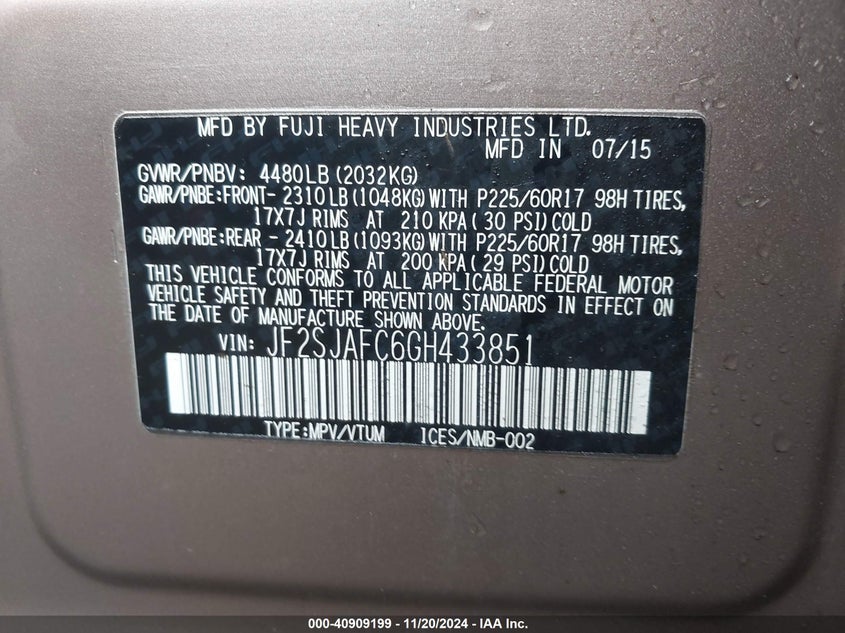 MFD BY FUJI HEAVY INDUSTRIES LTD.
MFD IN 07/15
GVWR/PNBV: 4480LB (2032KG)
GAWR/PNBE:FRONT- 2310 LB (1048KG) WITH P225/60R17 98H TIRES,
17X7J RIMS AT 210 KPA ( 30 PSI) COLD
GAWR/PNBE:REAR - 2410 LB (1093KG) WITH P225/60R17 98H TIRES,
17X7J RIMS AT 200 KPA ( 29 PSI) COLD
THIS VEHICLE CONFORMS TO ALL APPLICABLE FEDERAL MOTOR
VEHICLE SAFETY AND THEFT PREVENTION STANDARDS IN EFFECT ON
THE DATE OF MANUFACTURE SHOWN ABOVE.
VIN: JF2SJAFC6GH433851
TYPE:MPV/VTUM ICES/NMB-002
000-40909199 - 11/20/2024 - IAA Inc.